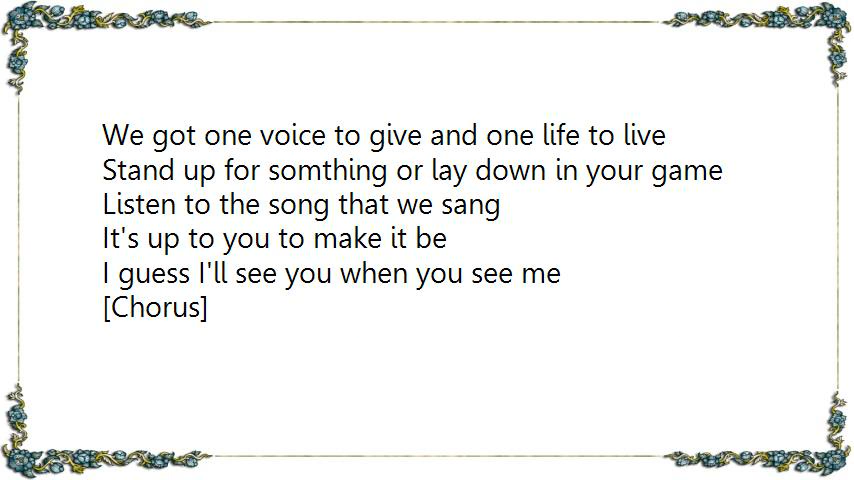 We got one voice to give and one life to live
Stand up for somthing or lay down in your game
Listen to the song that we sang
It's up to you to make it be
I guess I'll see you when you see me
[Chorus]